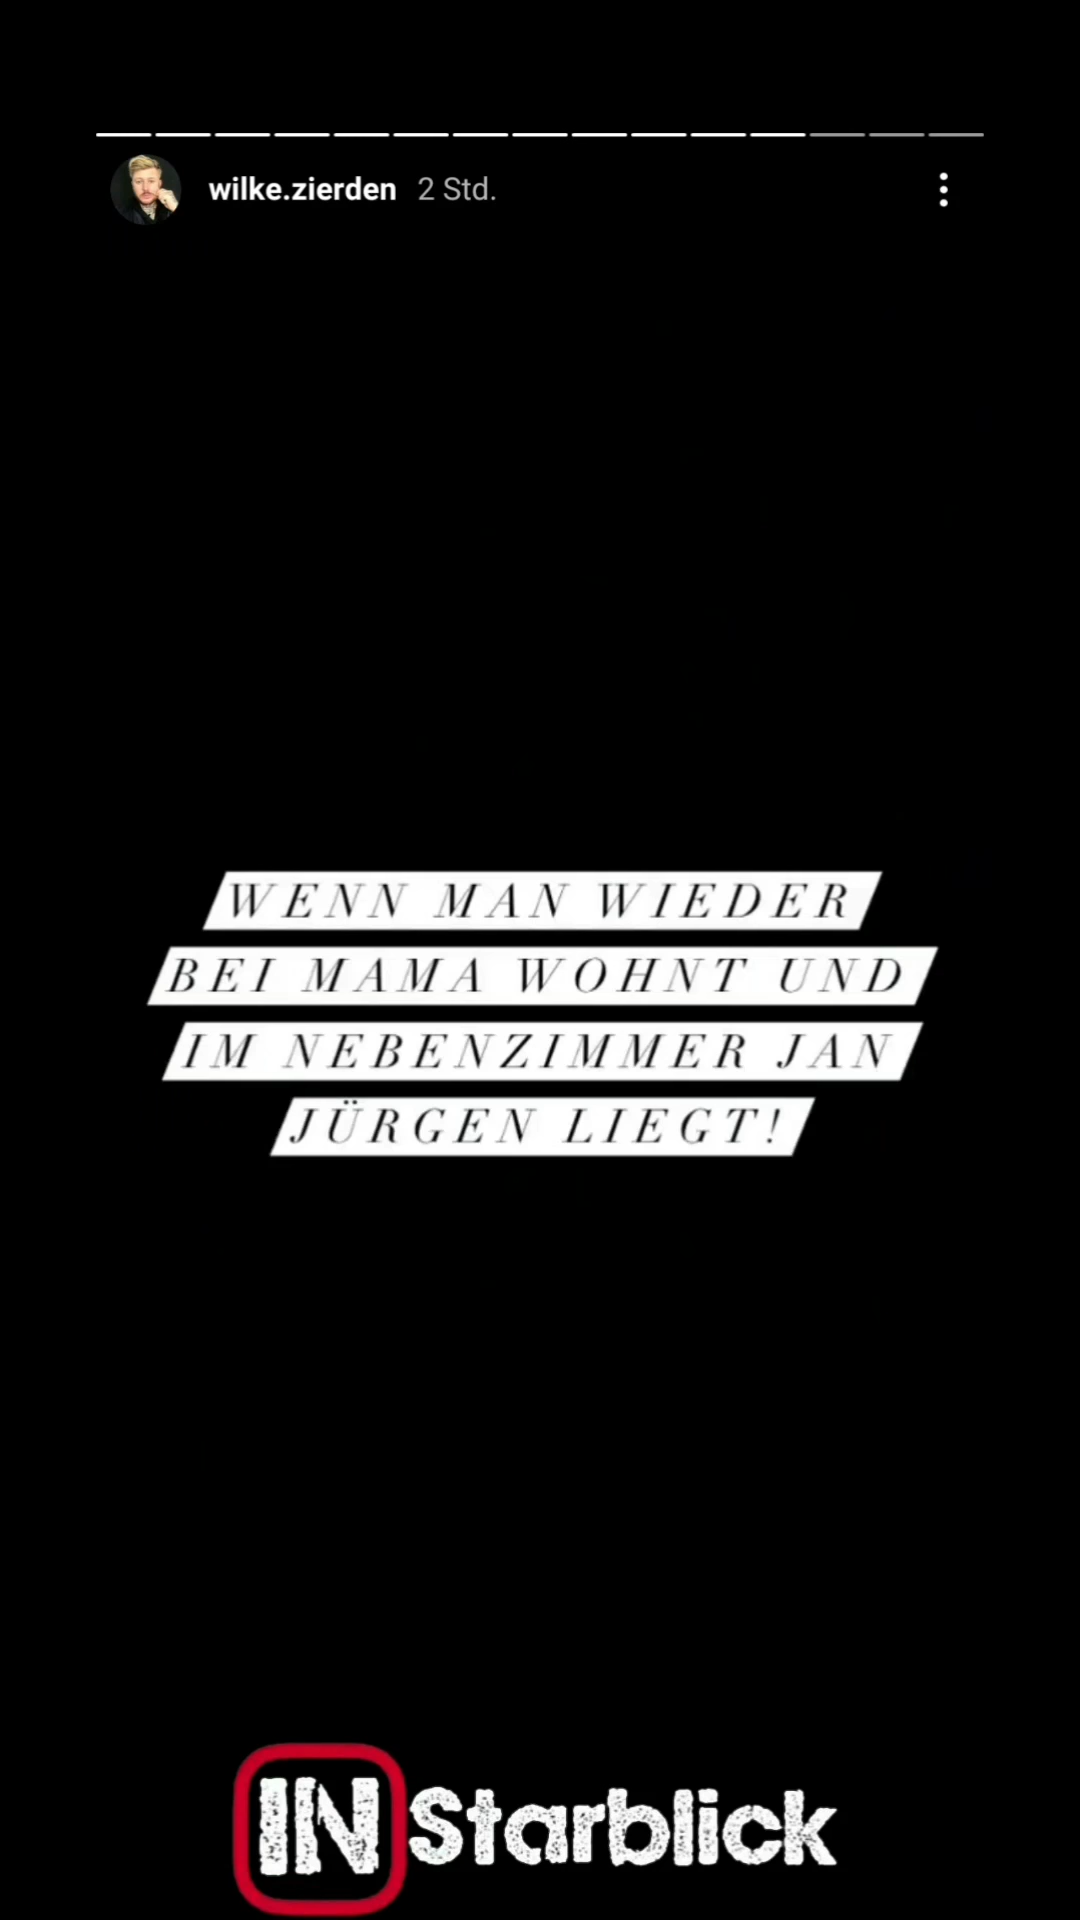 wilke.zierden 2 Std.
WENN MAN WIEDER
BEI MAMA WOHNT UND
IM NEBENZIMMER JAN
JÜRGEN LIEGT!
IN Starblick